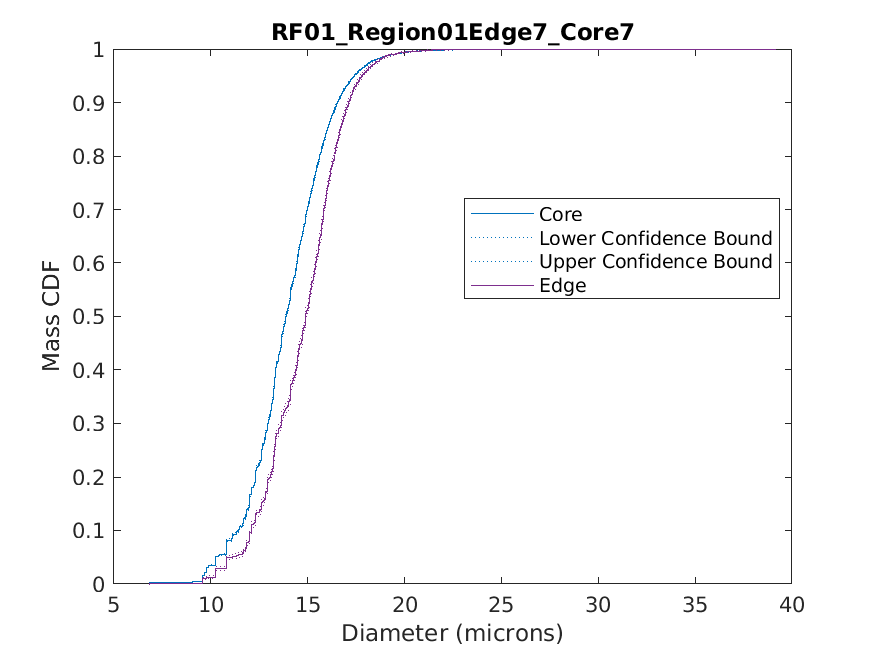 RF01_Region01Edge7_Core7
1
0.9
0.8
0.7
0.6
0.5
0.4
0.3
0.2
0.1
0
Mass CDF
Core
Lower Confidence Bound
Upper Confidence Bound
Edge
5 10 15 20 25 30 35 40
Diameter (microns)